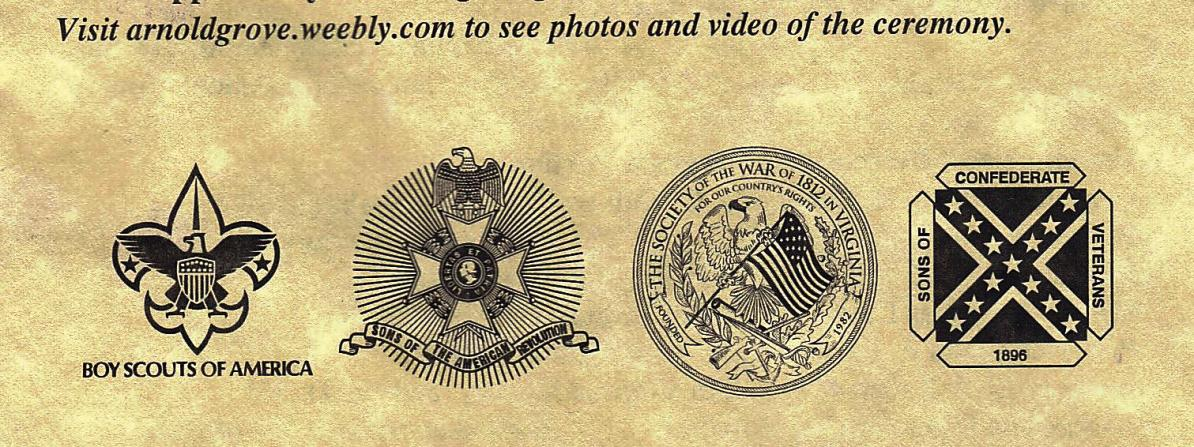 Visit arnoldgrove.weebly.com to see photos and video of the ceremony.
BOY SCOUTS OF AMERICA
SONS OF THE AMERICAN REVOLUTION
THE SOCIETY OF THE WAR OF 1812 IN VIRGINIA
FOR OUR COUNTRY'S RIGHTS
FOUNDED 1982
CONFEDERATE
SONS OF
VETERANS
1896